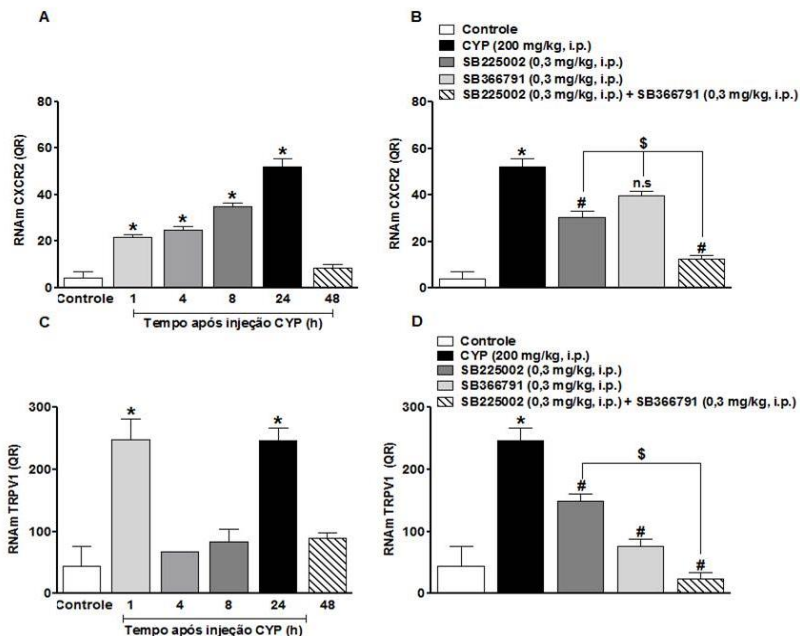 A
RNAm CXCR2 (QR)
80
60
40
20
0
*
*
*
*
Controle
1
4
8
24
48
Tempo após injeção CYP (h)
B
Controle
CYP (200 mg/kg, i.p.)
SB225002 (0,3 mg/kg, i.p.)
SB366791 (0,3 mg/kg, i.p.)
SB225002 (0,3 mg/kg, i.p.) + SB366791 (0,3 mg/kg, i.p.)
RNAm CXCR2 (QR)
80
60
40
20
0
*
#
n.s
#
$
C
RNAm TRPV1 (QR)
300
200
100
0
*
*
Controle
1
4
8
24
48
Tempo após injeção CYP (h)
D
Controle
CYP (200 mg/kg, i.p.)
SB225002 (0,3 mg/kg, i.p.)
SB366791 (0,3 mg/kg, i.p.)
SB225002 (0,3 mg/kg, i.p.) + SB366791 (0,3 mg/kg, i.p.)
RNAm TRPV1 (QR)
300
200
100
0
*
#
#
#
$